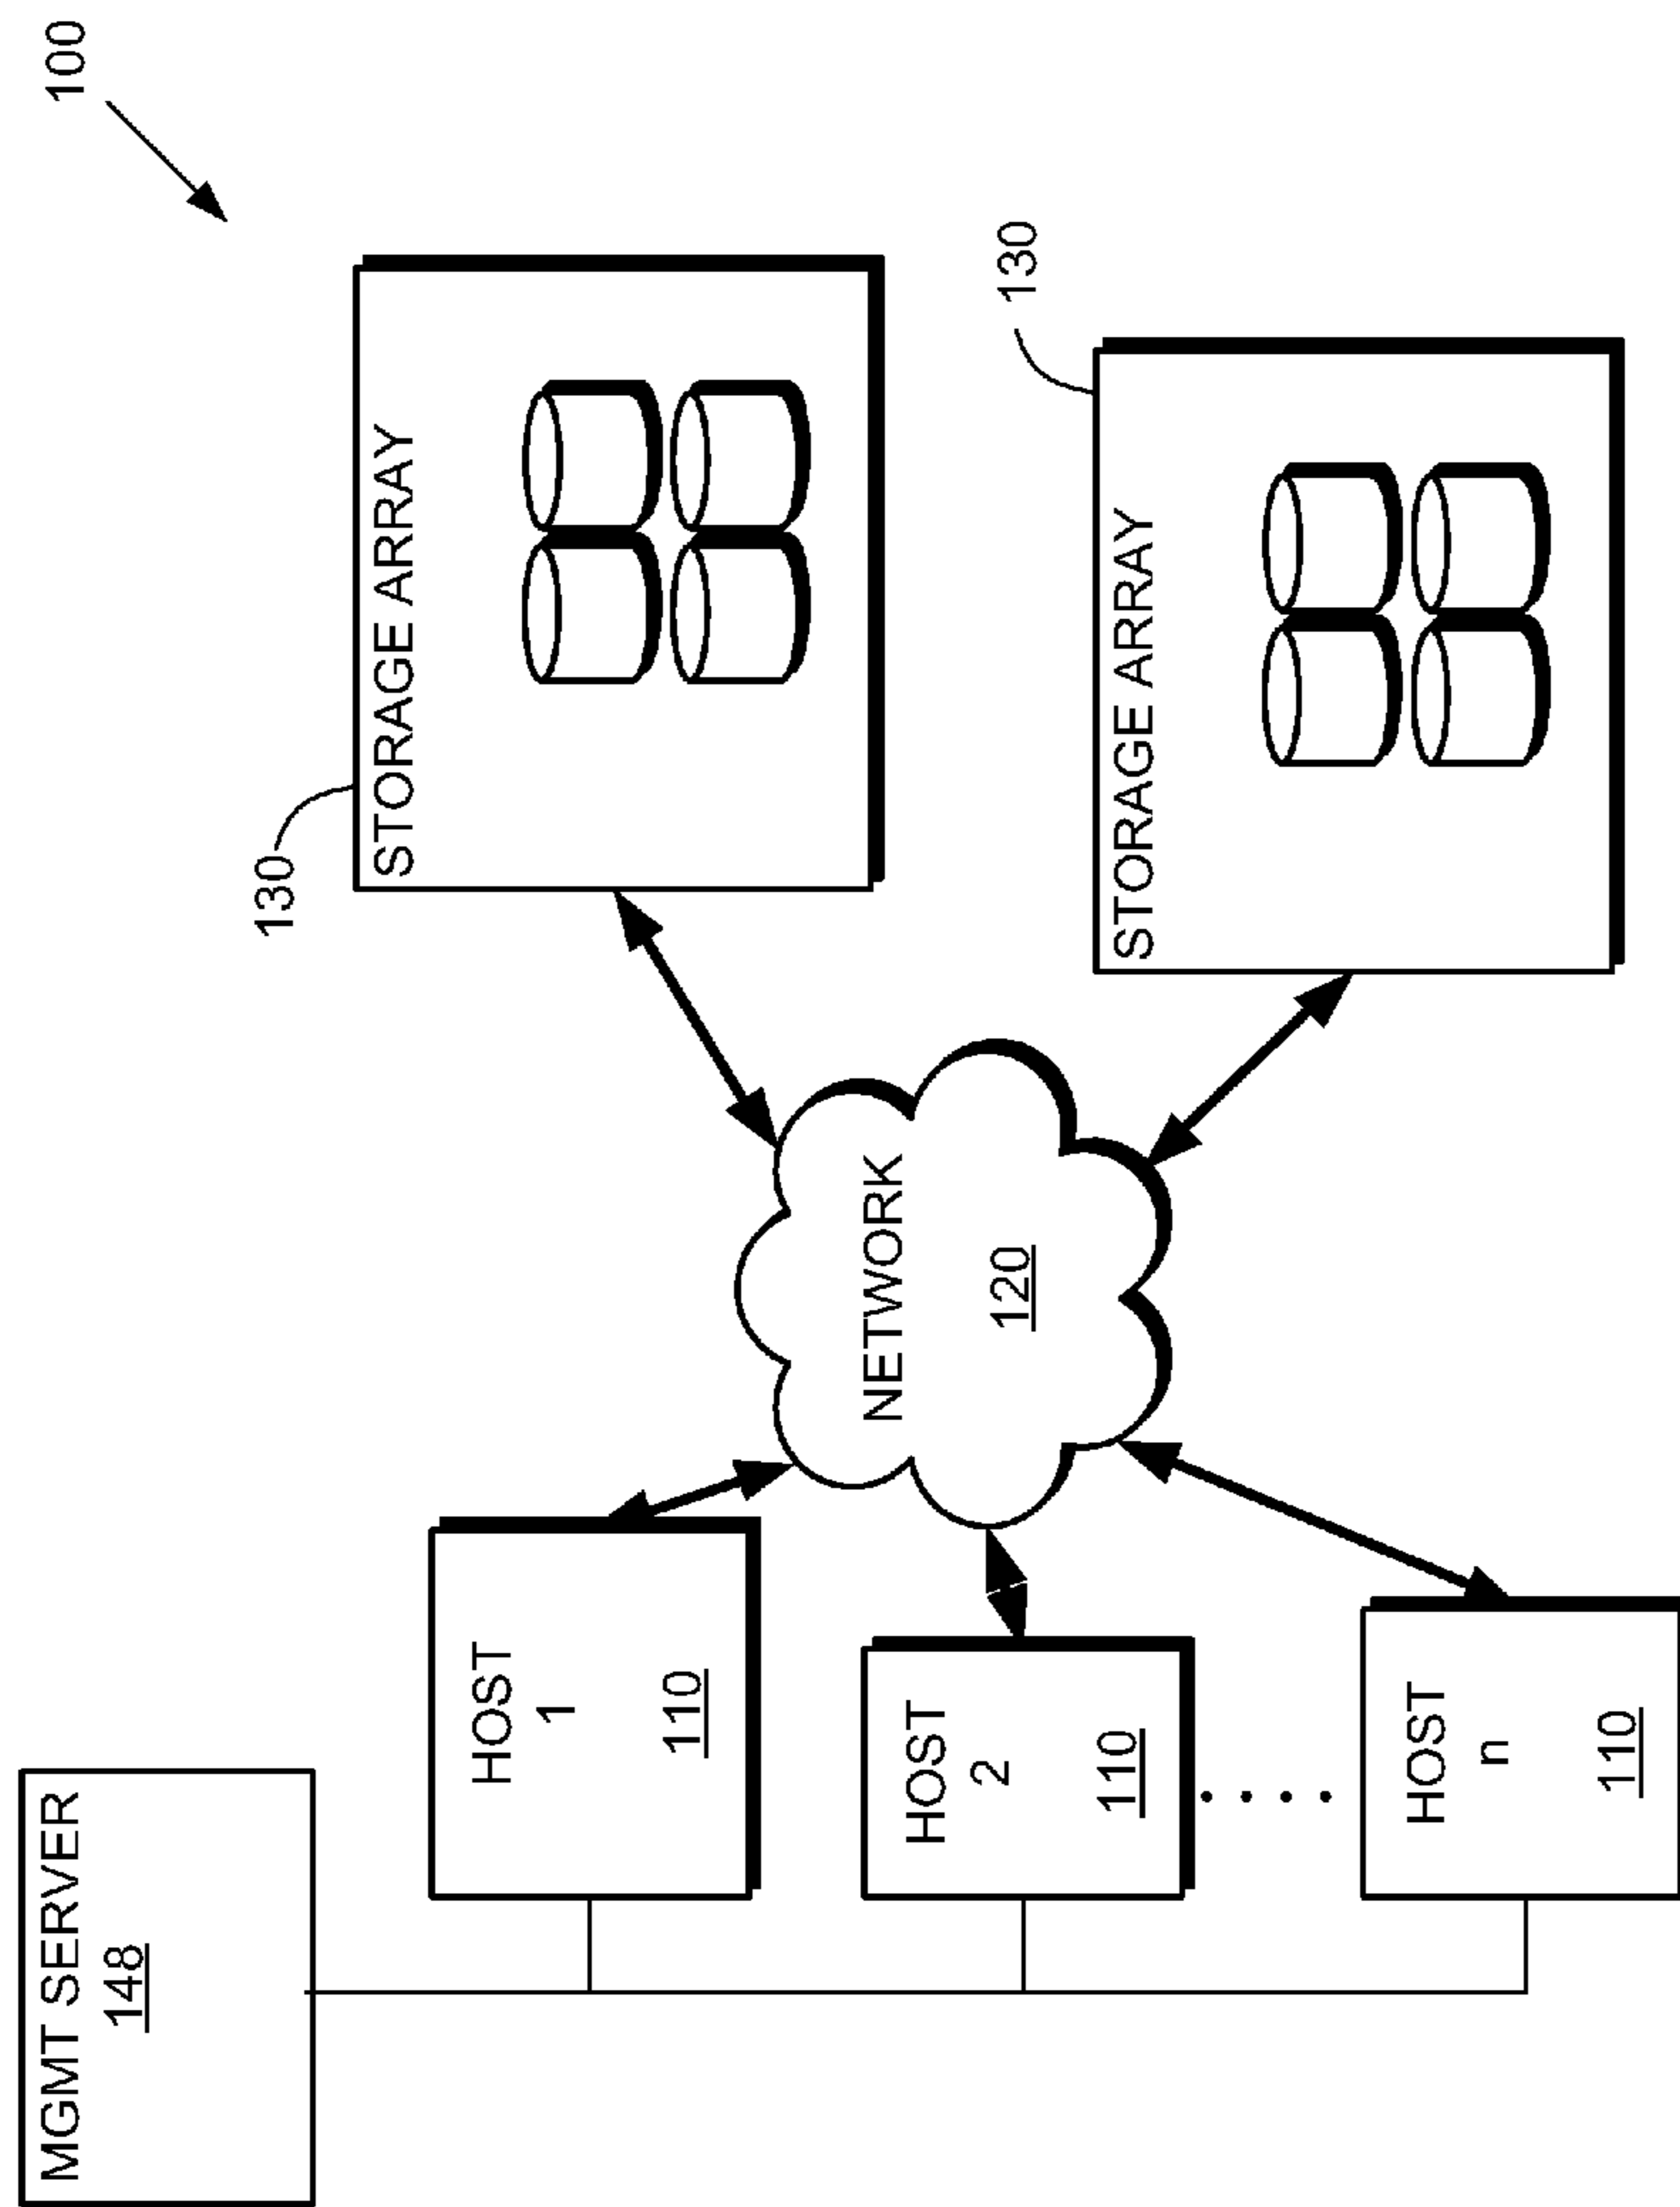 100
MGMT SERVER
148
HOST
1
110
HOST
2
110
HOST
n
110
NETWORK
120
130
STORAGE ARRAY
130
STORAGE ARRAY